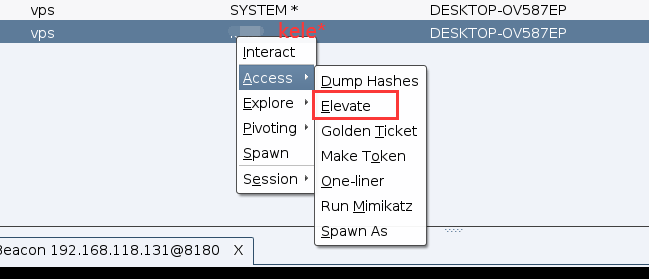 vps SYSTEM * DESKTOP-OV587EP
vps kele* DESKTOP-OV587EP
Interact
Access
Explore
Pivoting
Spawn
Session
Dump Hashes
Elevate
Golden Ticket
Make Token
One-liner
Run Mimikatz
Spawn As
Beacon 192.168.118.131@8180 X